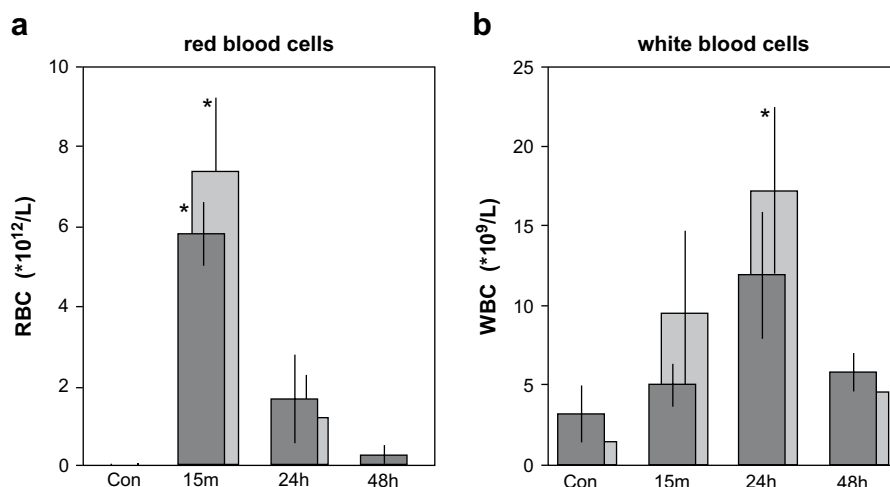 a
red blood cells
RBC (*10¹²/L)
10
8
6
4
2
0
*
*
Con 15m 24h 48h
b
white blood cells
WBC (*10⁹/L)
25
20
15
10
5
0
*
Con 15m 24h 48h